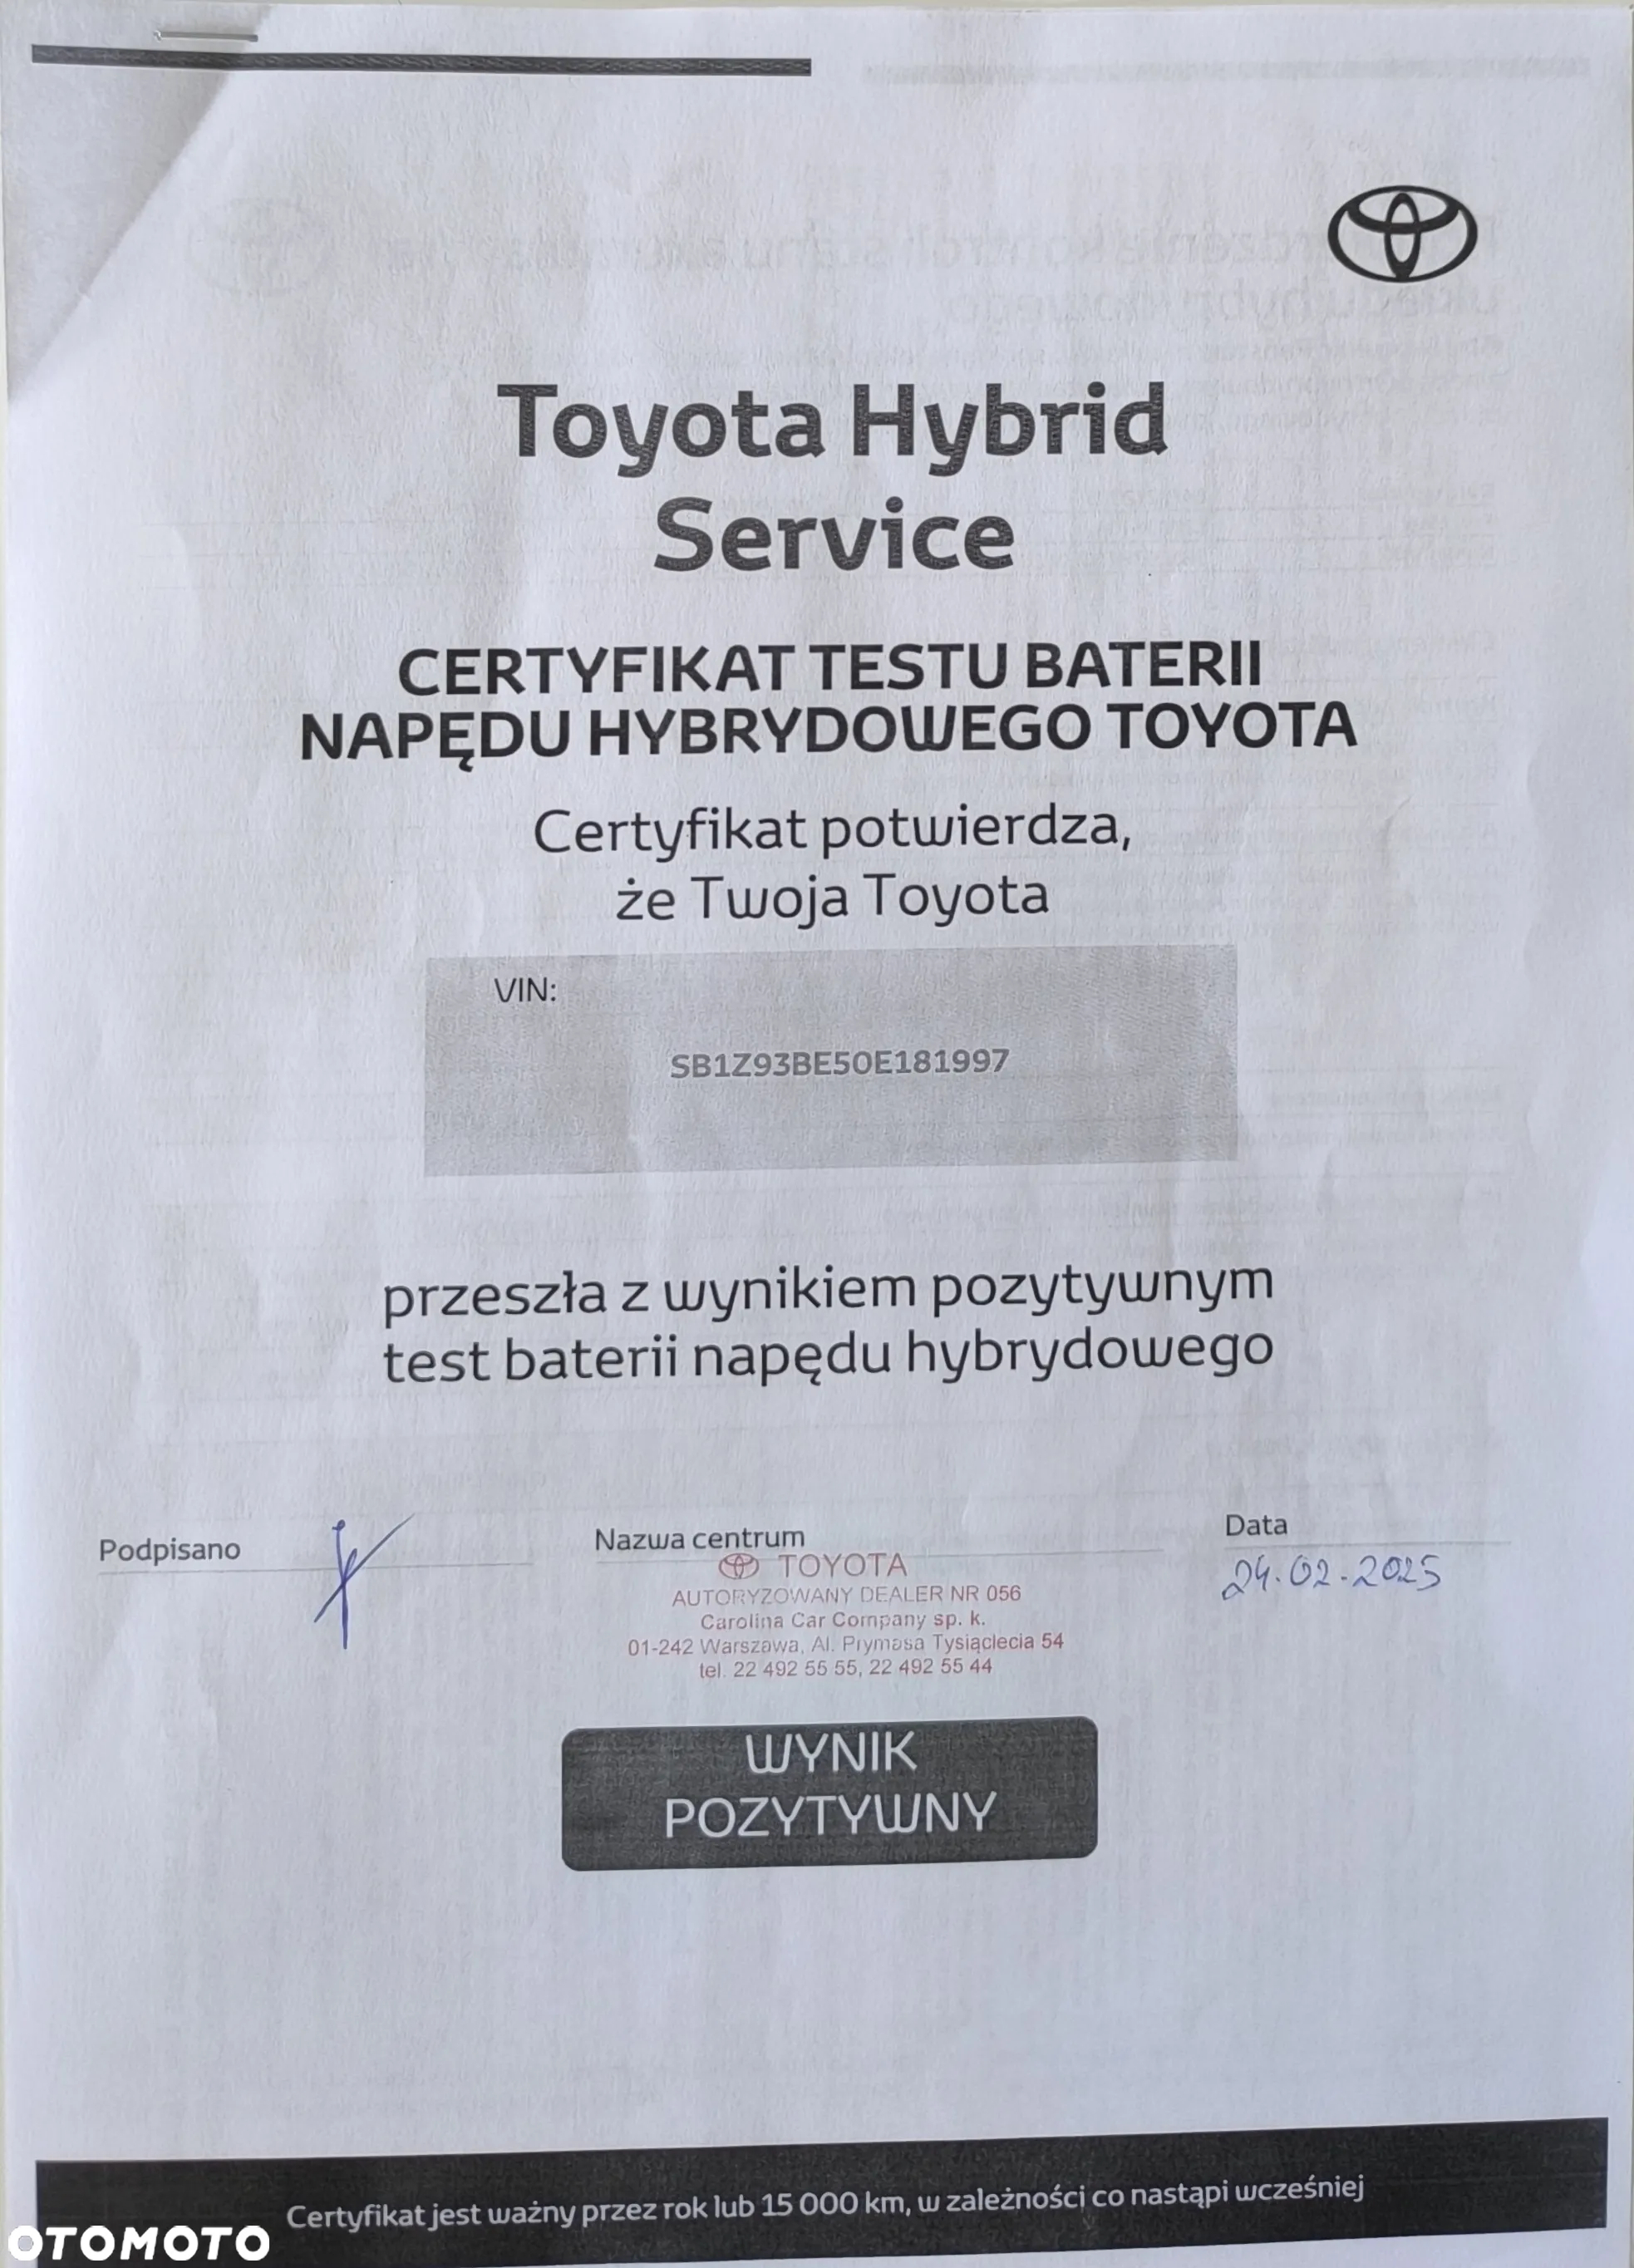 Toyota Hybrid
Service
CERTYFIKAT TESTU BATERII
NAPĘDU HYBRYDOWEGO TOYOTA
Certyfikat potwierdza,
że Twoja Toyota
VIN:
SB1Z93BE50E181997
przeszła z wynikiem pozytywnym
test baterii napędu hybrydowego
Podpisano
Nazwa centrum
Data
TOYOTA
AUTORYZOWANY DEALER NR 056
Carolina Car Company sp. k.
01-242 Warszawa, Al. Prymasa Tysiąclecia 54
tel. 22 492 55 55, 22 492 55 44
24.02.2025
WYNIK
POZYTYWNY
Certyfikat jest ważny przez rok lub 15 000 km, w zależności co nastąpi wcześniej
OTOMOTO